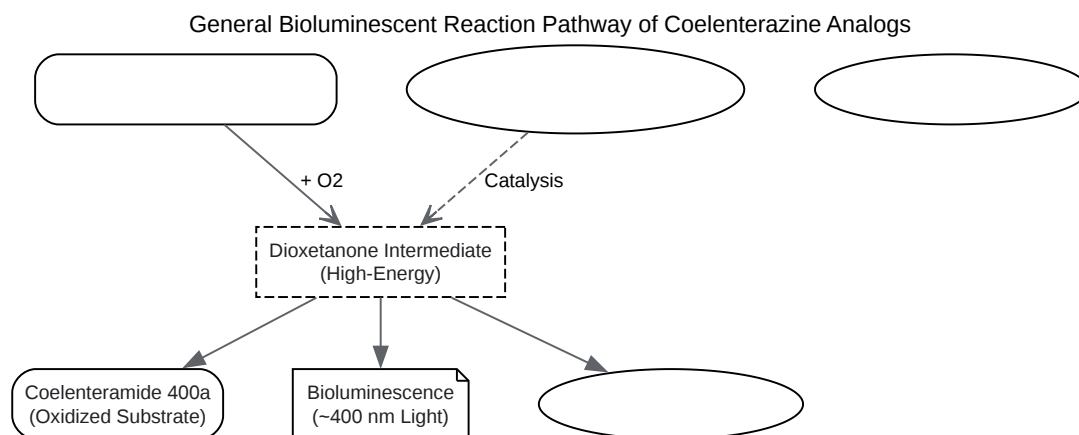 General Bioluminescent Reaction Pathway of Coelenterazine Analogs
+ O2
Catalysis
Dioxetanone Intermediate
(High-Energy)
Coelenteramide 400a
(Oxidized Substrate)
Bioluminescence
(~400 nm Light)